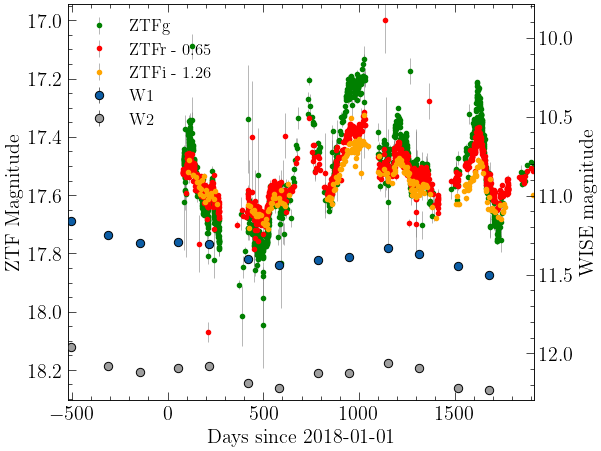 ZTFg
ZTFr - 0.65
ZTFi - 1.26
W1
W2
17.0
17.2
17.4
17.6
17.8
18.0
18.2
ZTF Magnitude
10.0
10.5
11.0
11.5
12.0
WISE magnitude
−500 0 500 1000 1500
Days since 2018-01-01